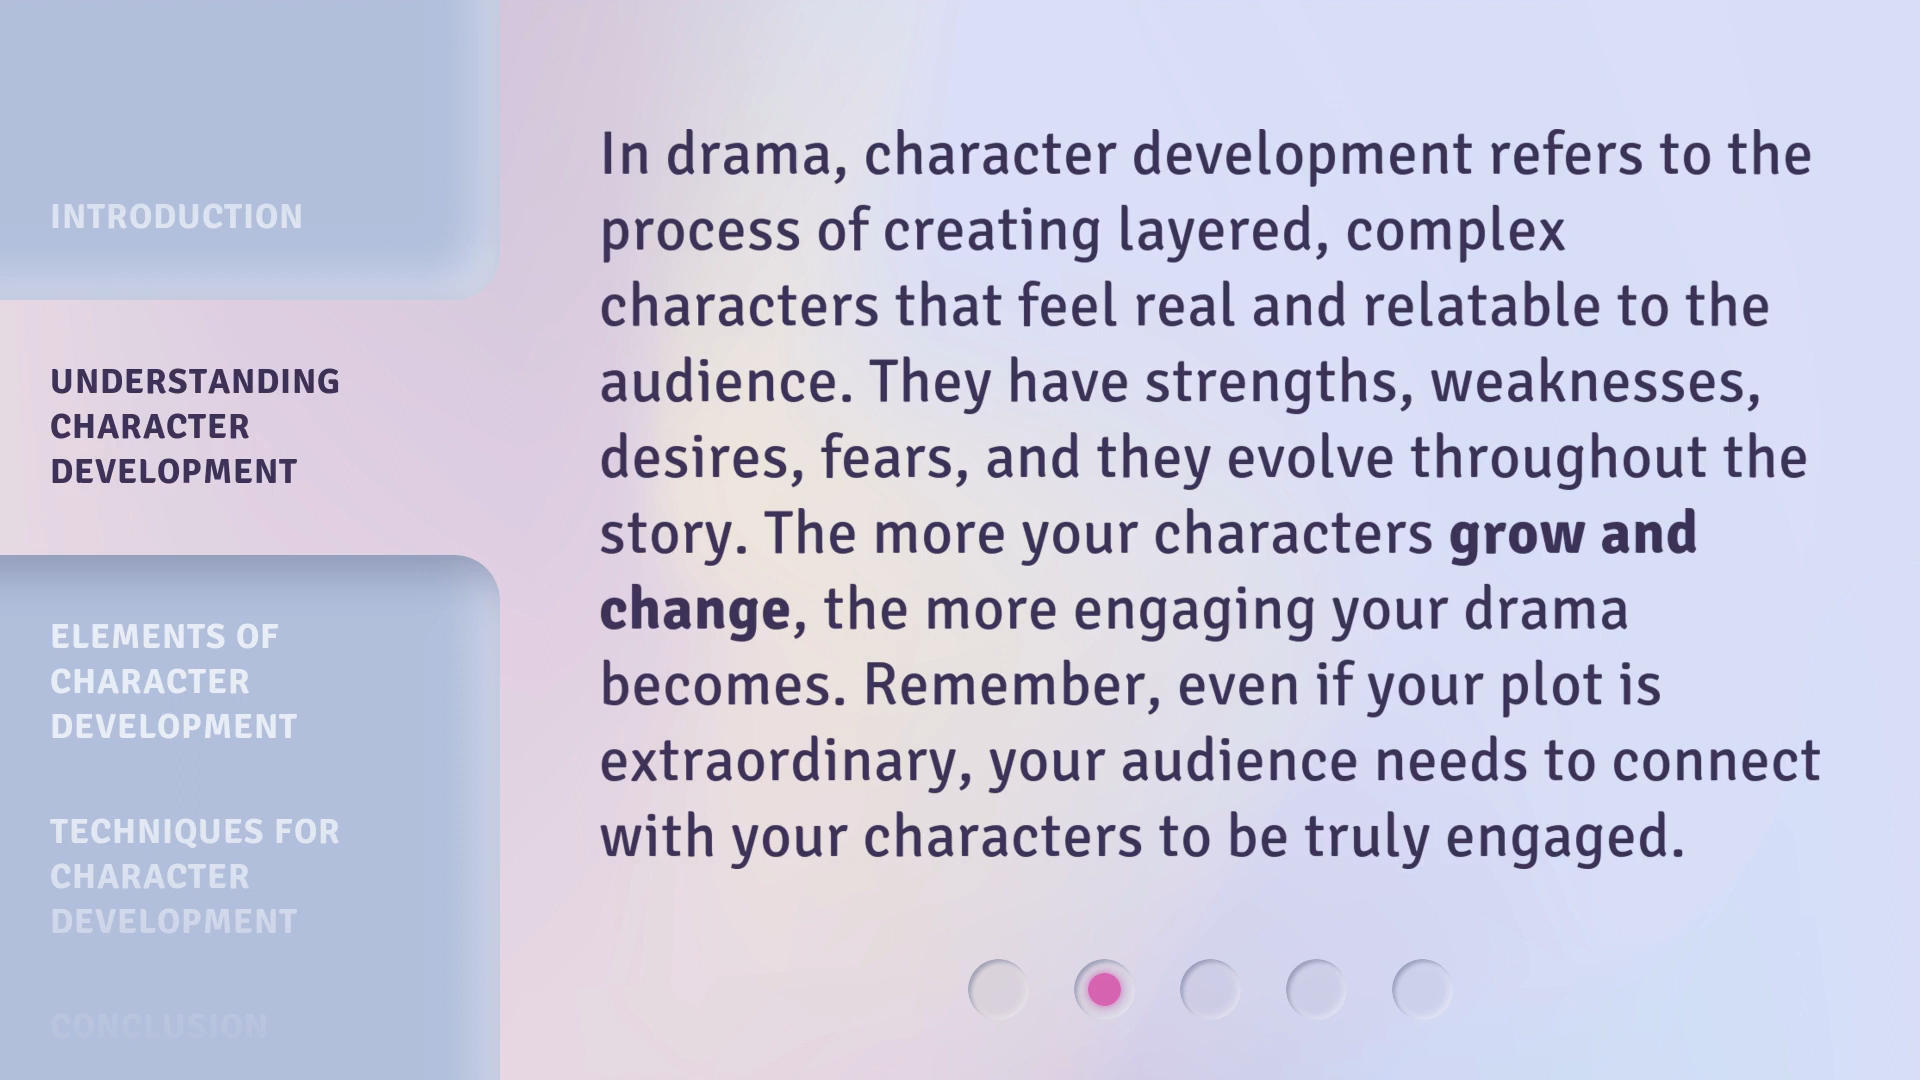 INTRODUCTION
UNDERSTANDING
CHARACTER
DEVELOPMENT
ELEMENTS OF
CHARACTER
DEVELOPMENT
TECHNIQUES FOR
CHARACTER
DEVELOPMENT
CONCLUSION
In drama, character development refers to the
process of creating layered, complex
characters that feel real and relatable to the
audience. They have strengths, weaknesses,
desires, fears, and they evolve throughout the
story. The more your characters grow and
change, the more engaging your drama
becomes. Remember, even if your plot is
extraordinary, your audience needs to connect
with your characters to be truly engaged.